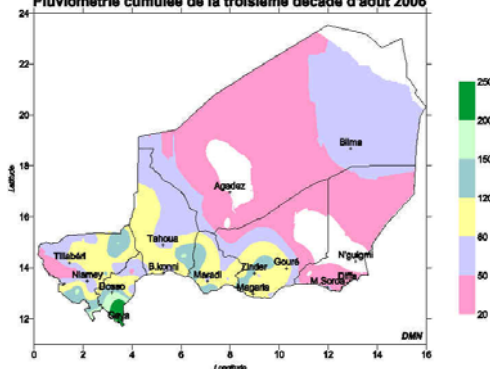 Pluviométrie cumulée de la troisième décade d'août 2006
24
22
20
18
16
14
12
Latitude
0 2 4 6 8 10 12 14 16
Longitude
Bilma
Agadez
Tahoua
Tillabéri
Niamey
B.konni
Maradi
Zinder
Gouré
N'guigmi
Diffa
M.Soroa
Magaria
Dosso
Gaya
DMN
250
200
150
120
80
50
20